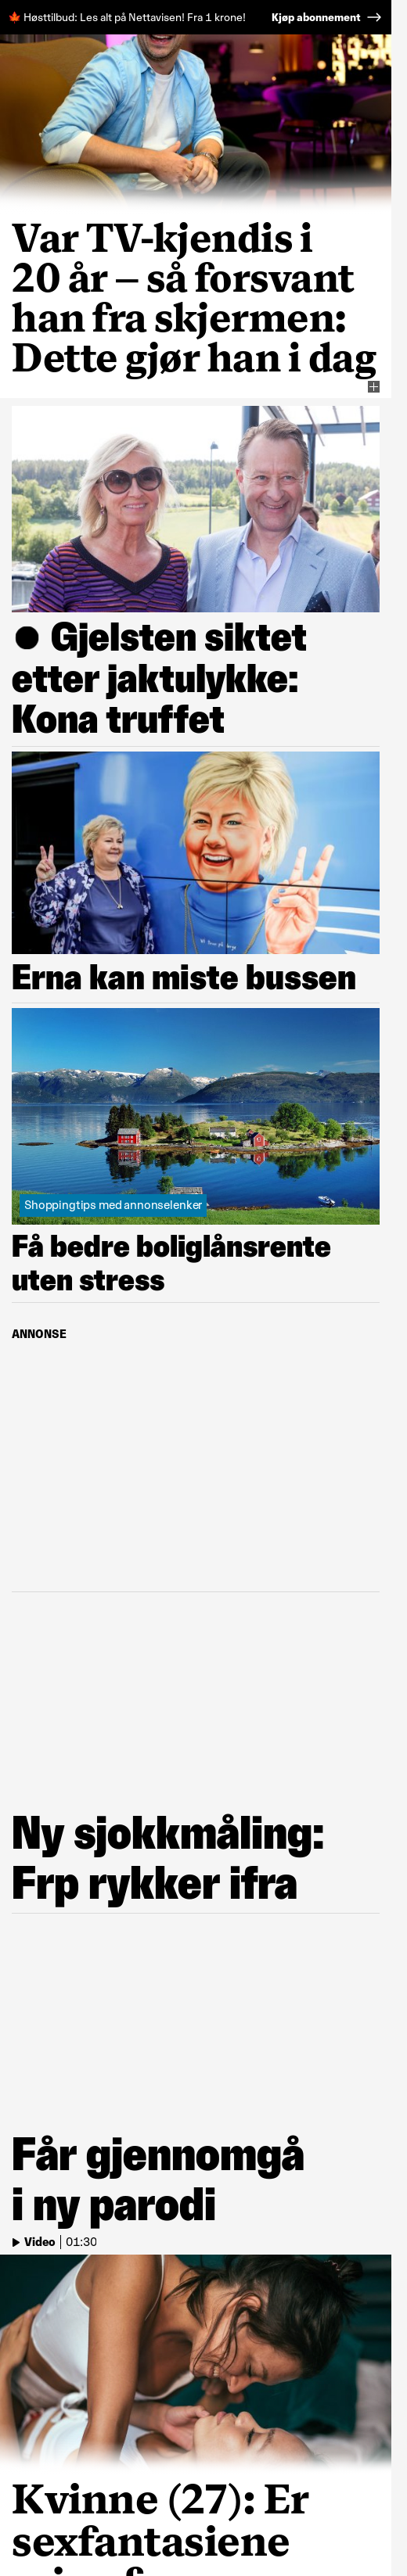 🍁 Høsttilbud: Les alt på Nettavisen! Fra 1 krone! Kjøp abonnement →
Var TV-kjendis i
20 år – så forsvant
han fra skjermen:
Dette gjør han i dag
● Gjelsten siktet
etter jaktulykke:
Kona truffet
Erna kan miste bussen
Shoppingtips med annonselenker
Få bedre boliglånsrente
uten stress
ANNONSE
Ny sjokkmåling:
Frp rykker ifra
Får gjennomgå
i ny parodi
Video | 01:30
Kvinne (27): Er
sexfantasiene